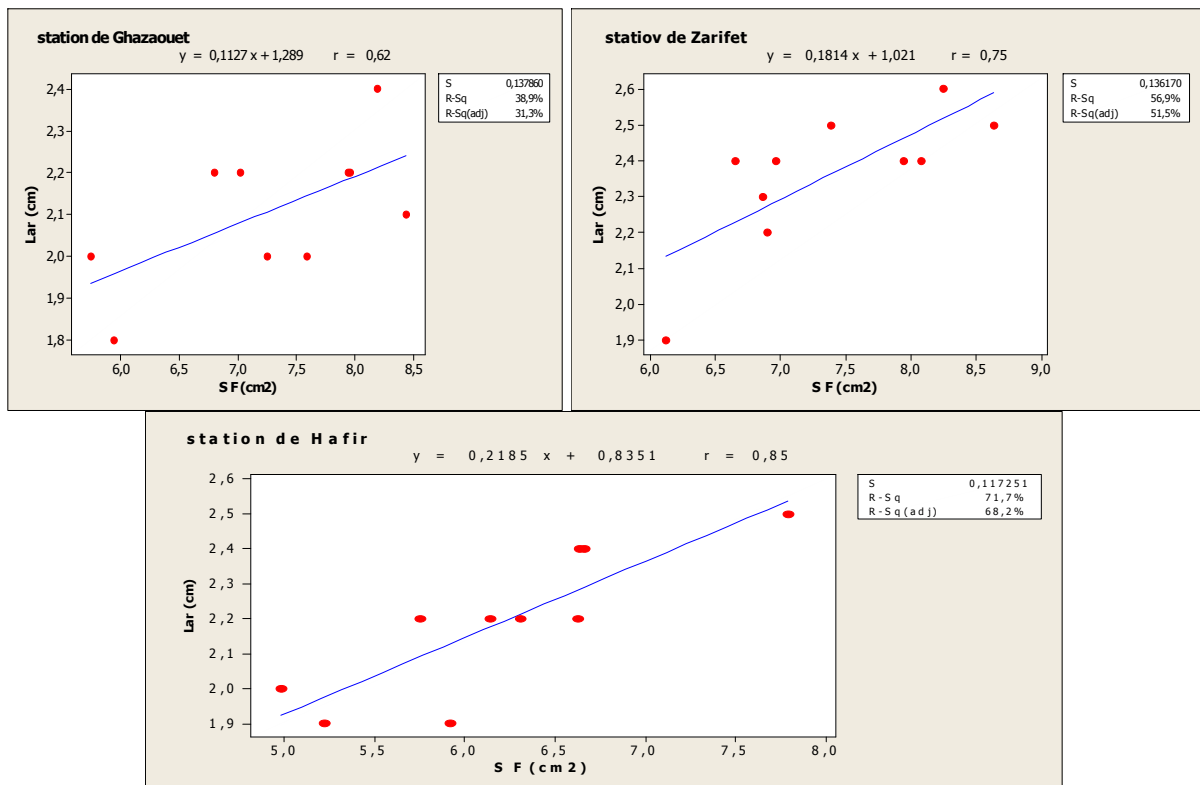 station de Ghazaouet
y = 0,1127 x + 1,289 r = 0,62
S 0,137860
R-Sq 38,9%
R-Sq(adj) 31,3%
2,4
2,3
2,2
2,1
2,0
1,9
1,8
Lar (cm)
6,0 6,5 7,0 7,5 8,0 8,5
S F(cm2)
statiov de Zarifet
y = 0,1814 x + 1,021 r = 0,75
S 0,136170
R-Sq 56,9%
R-Sq(adj) 51,5%
2,6
2,5
2,4
2,3
2,2
2,1
2,0
1,9
Lar (cm)
6,0 6,5 7,0 7,5 8,0 8,5 9,0
S F(cm2)
station de Hafir
y = 0,2185 x + 0,8351 r = 0,85
S 0,117251
R-Sq 71,7%
R-Sq(adj) 68,2%
2,6
2,5
2,4
2,3
2,2
2,1
2,0
1,9
Lar (cm)
5,0 5,5 6,0 6,5 7,0 7,5 8,0
S F (cm2)